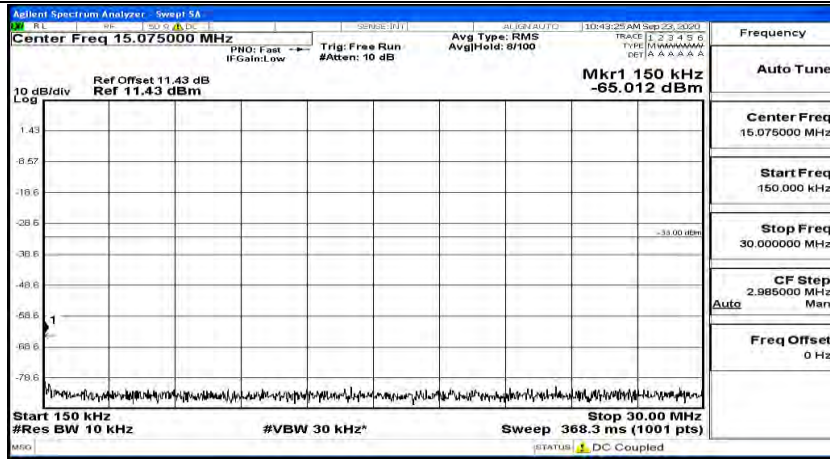 Agilent Spectrum Analyzer - Swept SA
RL RF 50 Ω DC SENSE:INT ALIGN AUTO 10:43:25 AM Sep 23, 2020
Center Freq 15.075000 MHz
PNO: Fast
IFGain:Low
Trig: Free Run
#Atten: 10 dB
Avg Type: RMS
Avg|Hold: 8/100
TRACE 1 2 3 4 5 6
TYPE M
DET A A A A A A
Ref Offset 11.43 dB
Ref 11.43 dBm
10 dB/div
Log
Mkr1 150 kHz
-65.012 dBm
1.43
-8.57
-18.6
-28.6
-33.00 dBm
-38.6
-48.6
-58.6
1
-68.6
-78.6
Start 150 kHz
Stop 30.00 MHz
#Res BW 10 kHz
#VBW 30 kHz*
Sweep 368.3 ms (1001 pts)
MSG
STATUS
DC Coupled
Frequency
Auto Tune
Center Freq
15.075000 MHz
Start Freq
150.000 kHz
Stop Freq
30.000000 MHz
CF Step
2.985000 MHz
Auto Man
Freq Offset
0 Hz